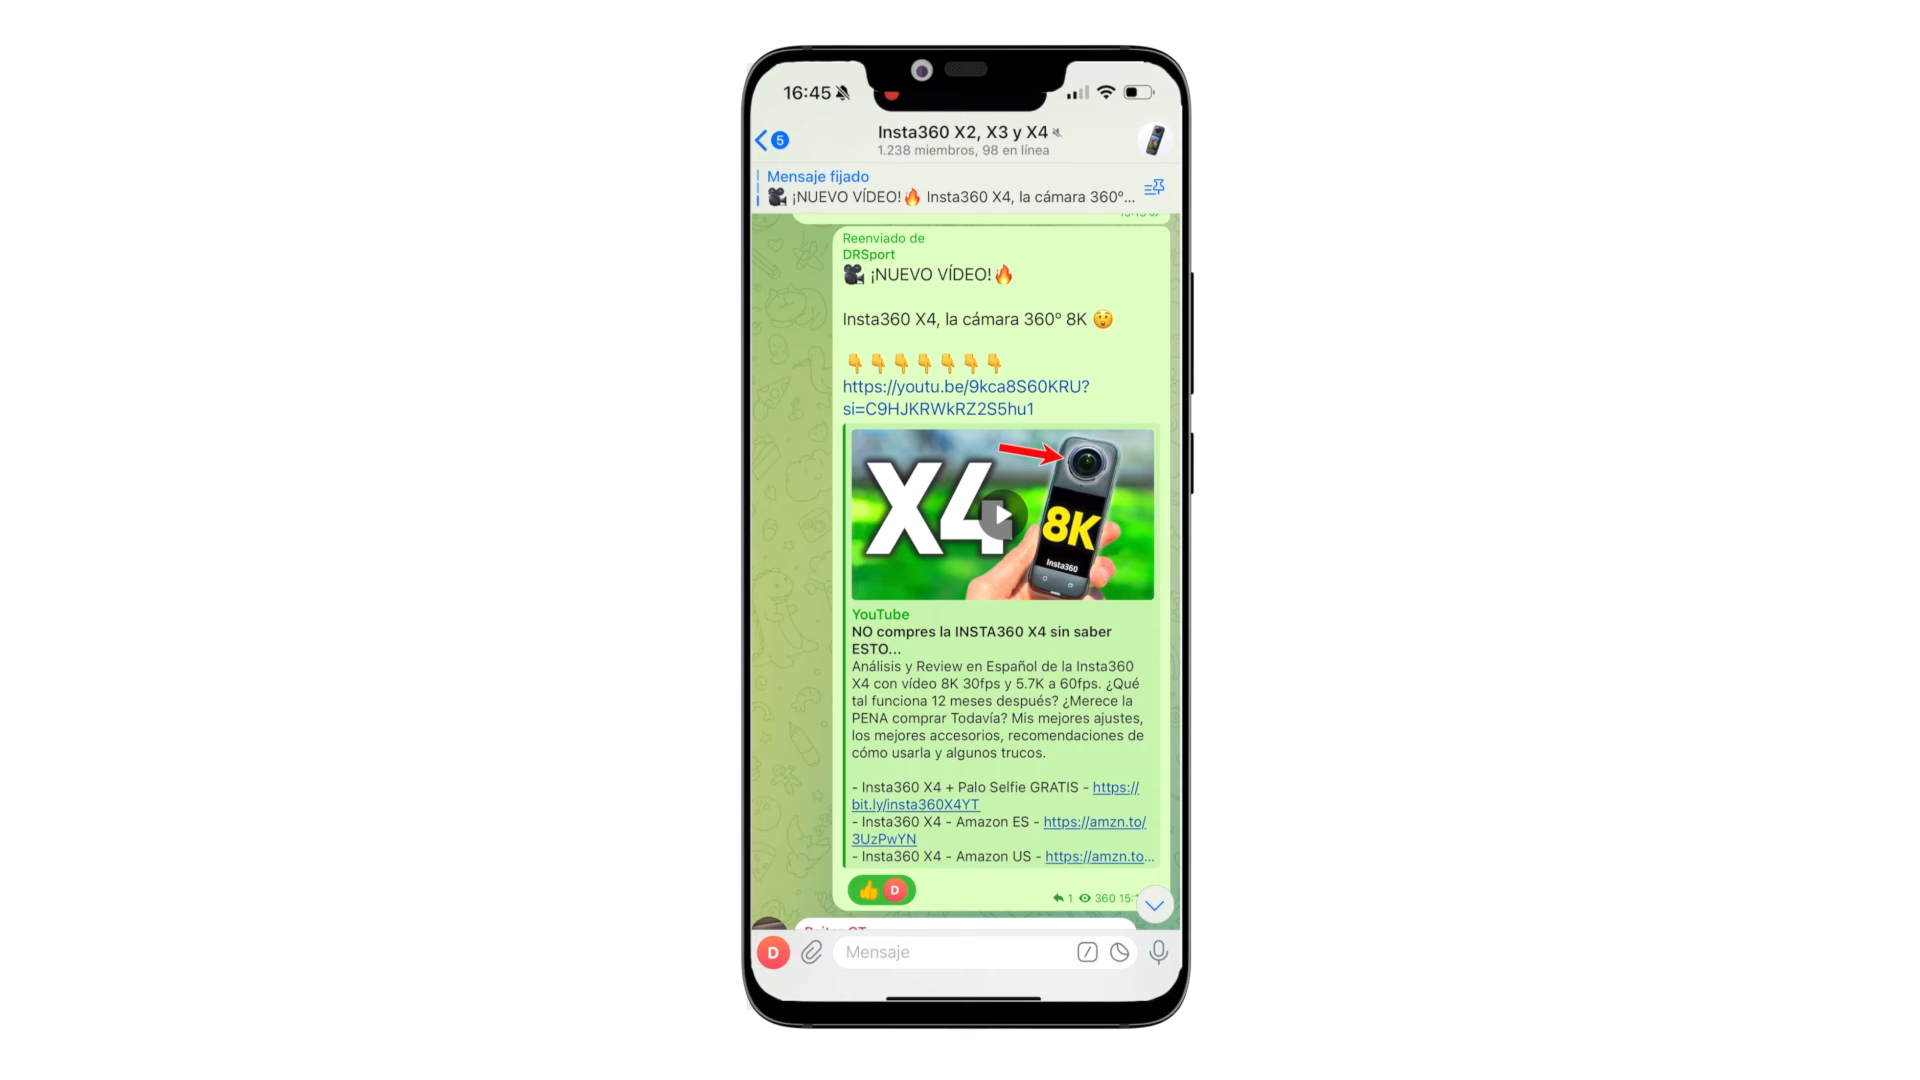 16:45
5
Insta360 X2, X3 y X4
1.238 miembros, 98 en línea
Mensaje fijado
🎥 ¡NUEVO VÍDEO!🔥 Insta360 X4, la cámara 360º...
Reenviado de
DRSport
🎥 ¡NUEVO VÍDEO!🔥
Insta360 X4, la cámara 360º 8K 😲
👇👇👇👇👇👇👇
https://youtu.be/9kca8S60KRU?
si=C9HJKRWkRZ2S5hu1
X4
8K
Insta360
YouTube
NO compres la INSTA360 X4 sin saber
ESTO...
Análisis y Review en Español de la Insta360
X4 con vídeo 8K 30fps y 5.7K a 60fps. ¿Qué
tal funciona 12 meses después? ¿Merece la
PENA comprar Todavía? Mis mejores ajustes,
los mejores accesorios, recomendaciones de
cómo usarla y algunos trucos.
- Insta360 X4 + Palo Selfie GRATIS - https://
bit.ly/insta360X4YT
- Insta360 X4 - Amazon ES - https://amzn.to/
3UzPwYN
- Insta360 X4 - Amazon US - https://amzn.to...
👍 D
1 360 15:
D
Mensaje